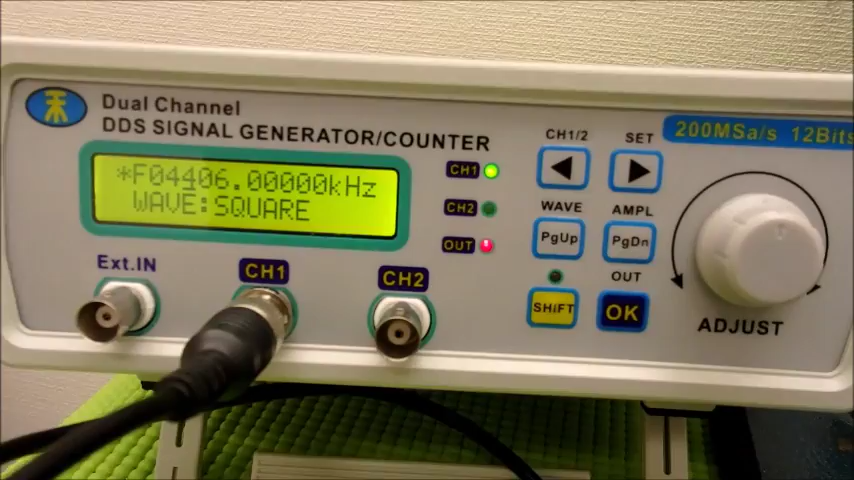 Dual Channel
DDS SIGNAL GENERATOR/COUNTER
200MSa/s 12Bits
*F04406.00000kHz
WAVE:SQUARE
CH1
CH2
OUT
CH1/2
SET
WAVE
AMPL
PgUp
PgDn
OUT
SHiFT
OK
ADJUST
Ext.IN
CH1
CH2